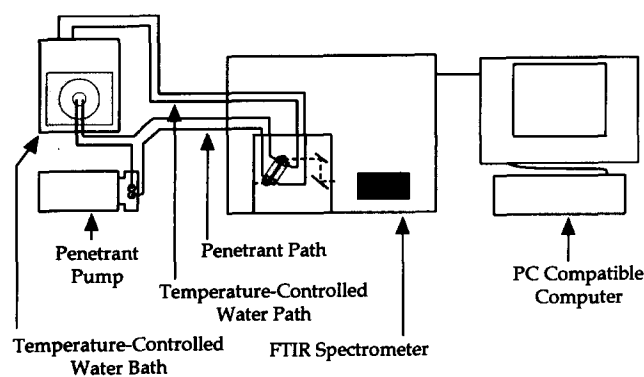 Penetrant
Pump
Penetrant Path
Temperature-Controlled
Water Path
PC Compatible
Computer
Temperature-Controlled
Water Bath
FTIR Spectrometer